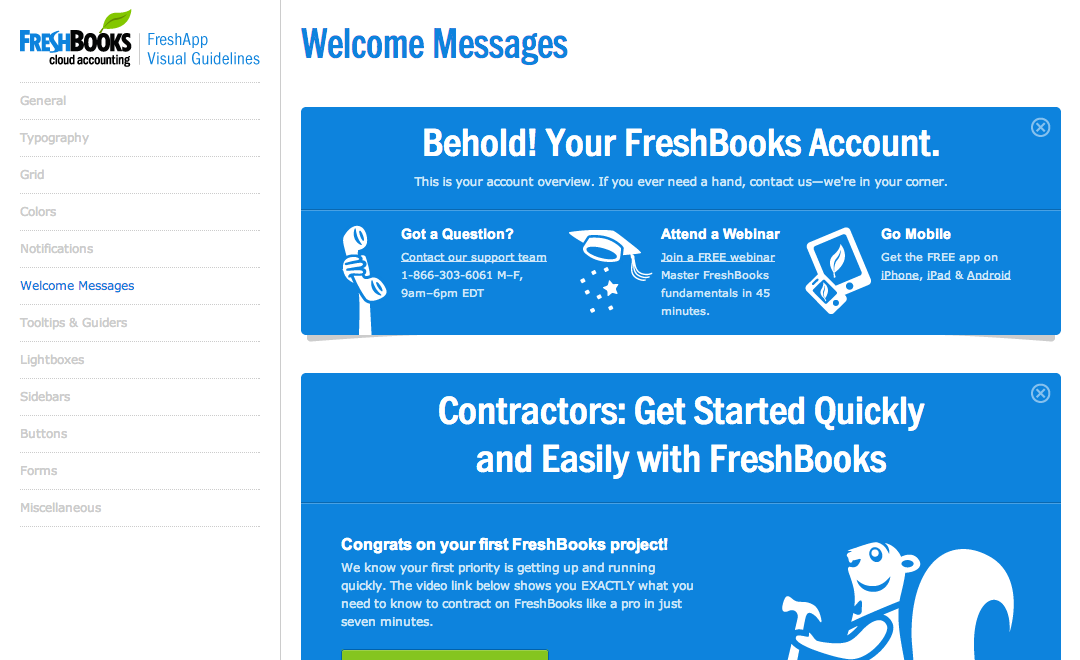 FRESHBOOKS
cloud accounting
FreshApp
Visual Guidelines
General
Typography
Grid
Colors
Notifications
Welcome Messages
Tooltips & Guiders
Lightboxes
Sidebars
Buttons
Forms
Miscellaneous
Welcome Messages
Behold! Your FreshBooks Account.
This is your account overview. If you ever need a hand, contact us—we're in your corner.
Got a Question?
Contact our support team
1-866-303-6061 M–F,
9am–6pm EDT
Attend a Webinar
Join a FREE webinar
Master FreshBooks
fundamentals in 45
minutes.
Go Mobile
Get the FREE app on
iPhone, iPad & Android
Contractors: Get Started Quickly
and Easily with FreshBooks
Congrats on your first FreshBooks project!
We know your first priority is getting up and running
quickly. The video link below shows you EXACTLY what you
need to know to contract on FreshBooks like a pro in just
seven minutes.